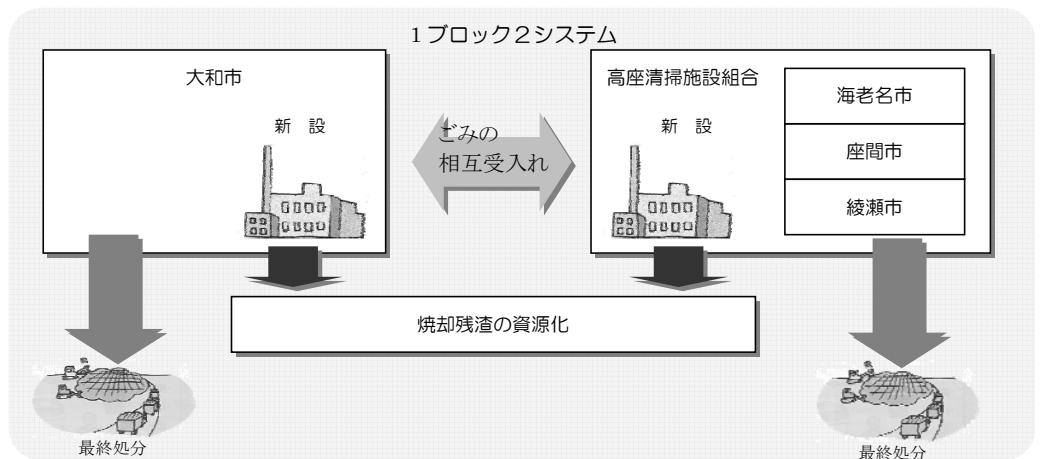 1ブロック2システム
大和市
新 設
ごみの
相互受入れ
高座清掃施設組合
新 設
海老名市
座間市
綾瀬市
焼却残渣の資源化
最終処分
最終処分